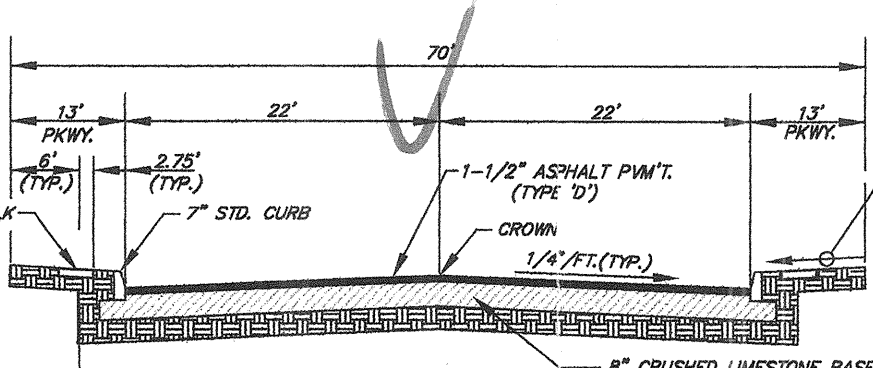 70'
13'
PKWY.
22'
22'
13'
PKWY.
6'
(TYP.)
2.75'
(TYP.)
1-1/2" ASPHALT PVM'T.
(TYPE 'D')
7" STD. CURB
CROWN
1/4"/FT.(TYP.)
8" CRUSHED LIMESTONE BASE